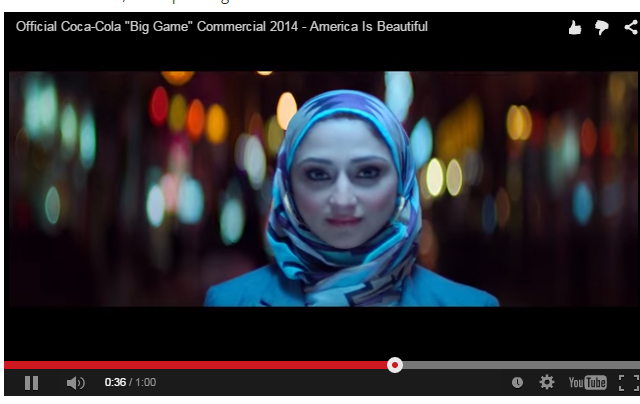 Official Coca-Cola "Big Game" Commercial 2014 - America Is Beautiful
0:36 / 1:00
YouTube